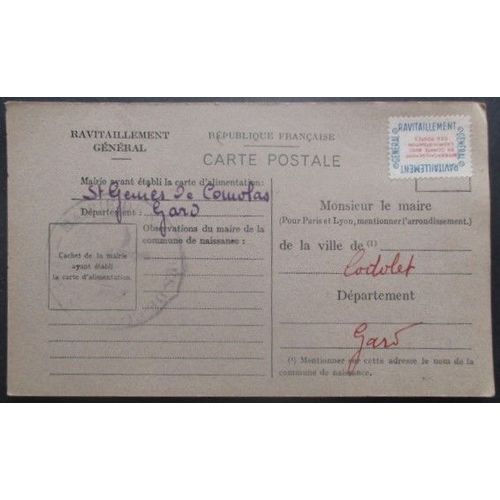 RAVITAILLEMENT
GÉNÉRAL
RÉPUBLIQUE FRANÇAISE
CARTE POSTALE
RAVITAILLEMENT
GÉNÉRAL
GÉNÉRAL
RAVITAILLEMENT
Mairie ayant établi la carte d'alimentation:
St Geniès de Comolas
Département: Gard
Observations du maire de la
commune de naissance:
Cachet de la mairie
ayant établi
la carte d'alimentation.
Monsieur le maire
(Pour Paris et Lyon, mentionner l'arrondissement.)
de la ville de (1)
Codolet
Département
Gard
(1) Mentionner sur cette adresse le nom de la
commune de naissance.